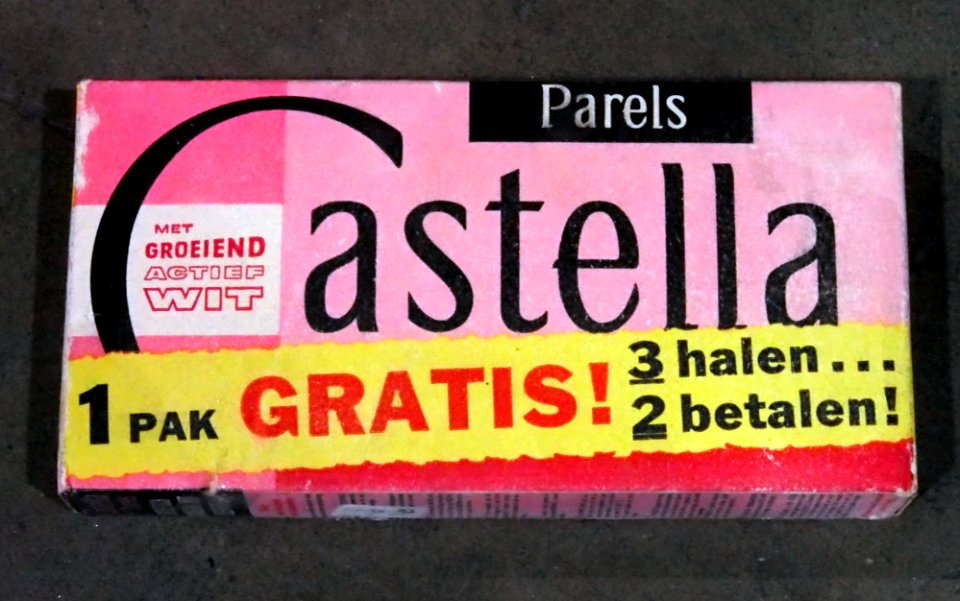 Parels
Castella
MET
GROEIEND
ACTIEF
WIT
1 PAK GRATIS!
3 halen...
2 betalen!